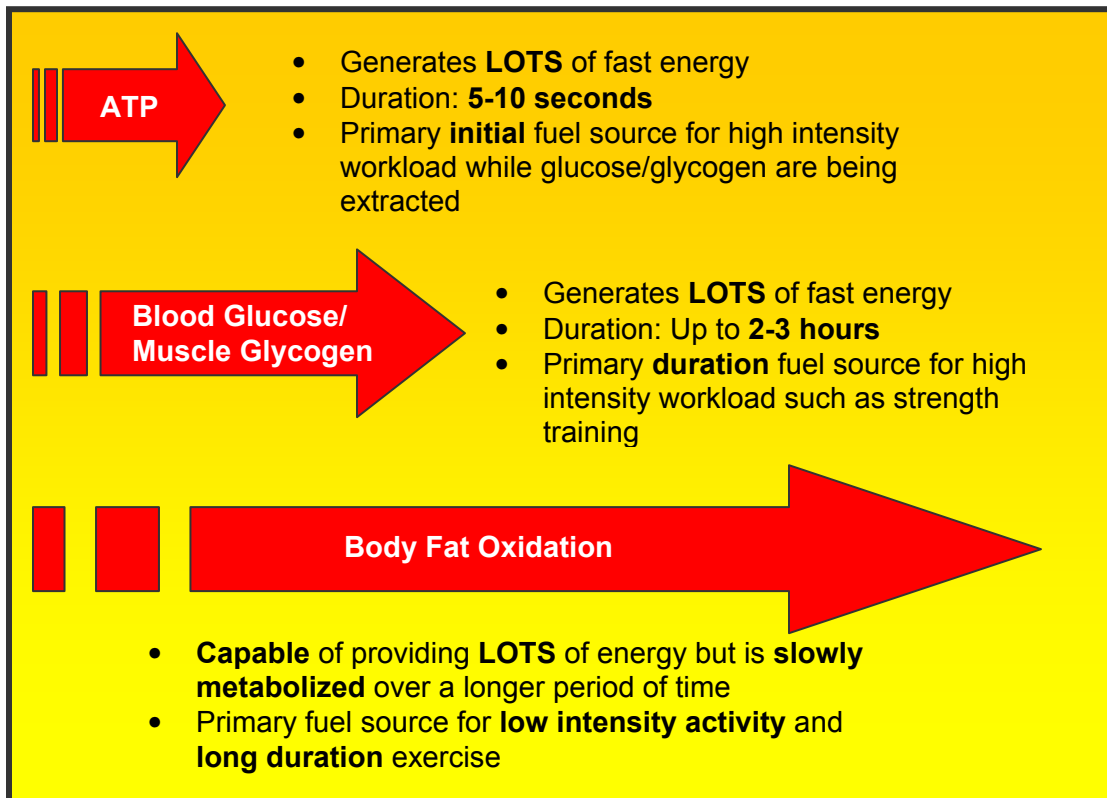 ATP
• Generates LOTS of fast energy
• Duration: 5-10 seconds
• Primary initial fuel source for high intensity
workload while glucose/glycogen are being
extracted
Blood Glucose/
Muscle Glycogen
• Generates LOTS of fast energy
• Duration: Up to 2-3 hours
• Primary duration fuel source for high
intensity workload such as strength
training
Body Fat Oxidation
• Capable of providing LOTS of energy but is slowly
metabolized over a longer period of time
• Primary fuel source for low intensity activity and
long duration exercise